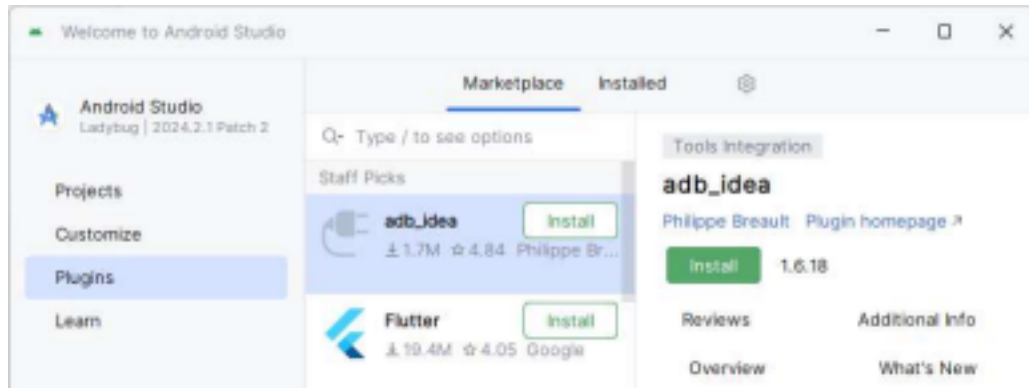 Welcome to Android Studio
Android Studio
Ladybug | 2024.2.1 Patch 2
Projects
Customize
Plugins
Learn
Marketplace Installed
Type / to see options
Staff Picks
adb_idea Install
1.7M 4.84 Philippe Br...
Flutter Install
19.4M 4.05 Google
Tools Integration
adb_idea
Philippe Breault Plugin homepage ↗
Install 1.6.18
Reviews Additional Info
Overview What's New